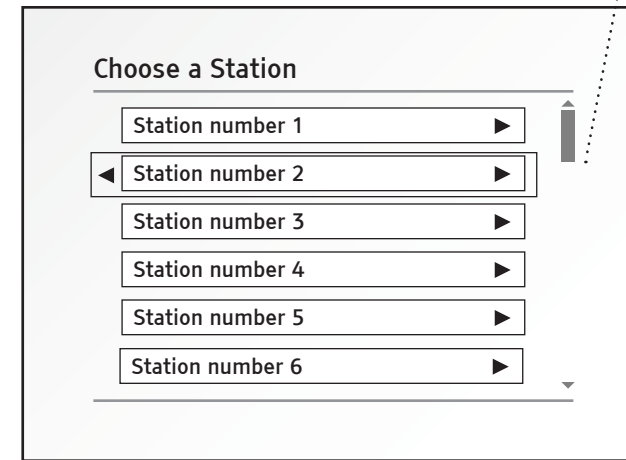 Choose a Station
Station number 1
Station number 2
Station number 3
Station number 4
Station number 5
Station number 6